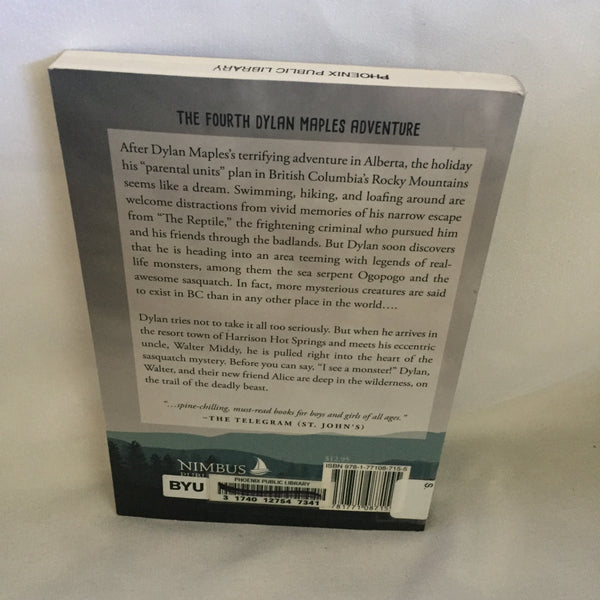 PHOENIX PUBLIC LIBRARY
THE FOURTH DYLAN MAPLES ADVENTURE
After Dylan Maples's terrifying adventure in Alberta, the holiday
his "parental units" plan in British Columbia's Rocky Mountains
seems like a dream. Swimming, hiking, and loafing around are
welcome distractions from vivid memories of his narrow escape
from "The Reptile," the frightening criminal who pursued him
and his friends through the badlands. But Dylan soon discovers
that he is heading into an area teeming with legends of real-
life monsters, among them the sea serpent Ogopogo and the
awesome sasquatch. In fact, more mysterious creatures are said
to exist in BC than in any other place in the world....
Dylan tries not to take it all too seriously. But when he arrives in
the resort town of Harrison Hot Springs and meets his eccentric
uncle, Walter Middy, he is pulled right into the heart of the
sasquatch mystery. Before you can say, "I see a monster!" Dylan,
Walter, and their new friend Alice are deep in the wilderness, on
the trail of the deadly beast.
"...spine-chilling, must-read books for boys and girls of all ages."
–THE TELEGRAM (ST. JOHN'S)
$12.95
NIMBUS
ISBN 978-1-77108-715-5
BYU
PHOENIX PUBLIC LIBRARY
3 1740 12754 7341
S